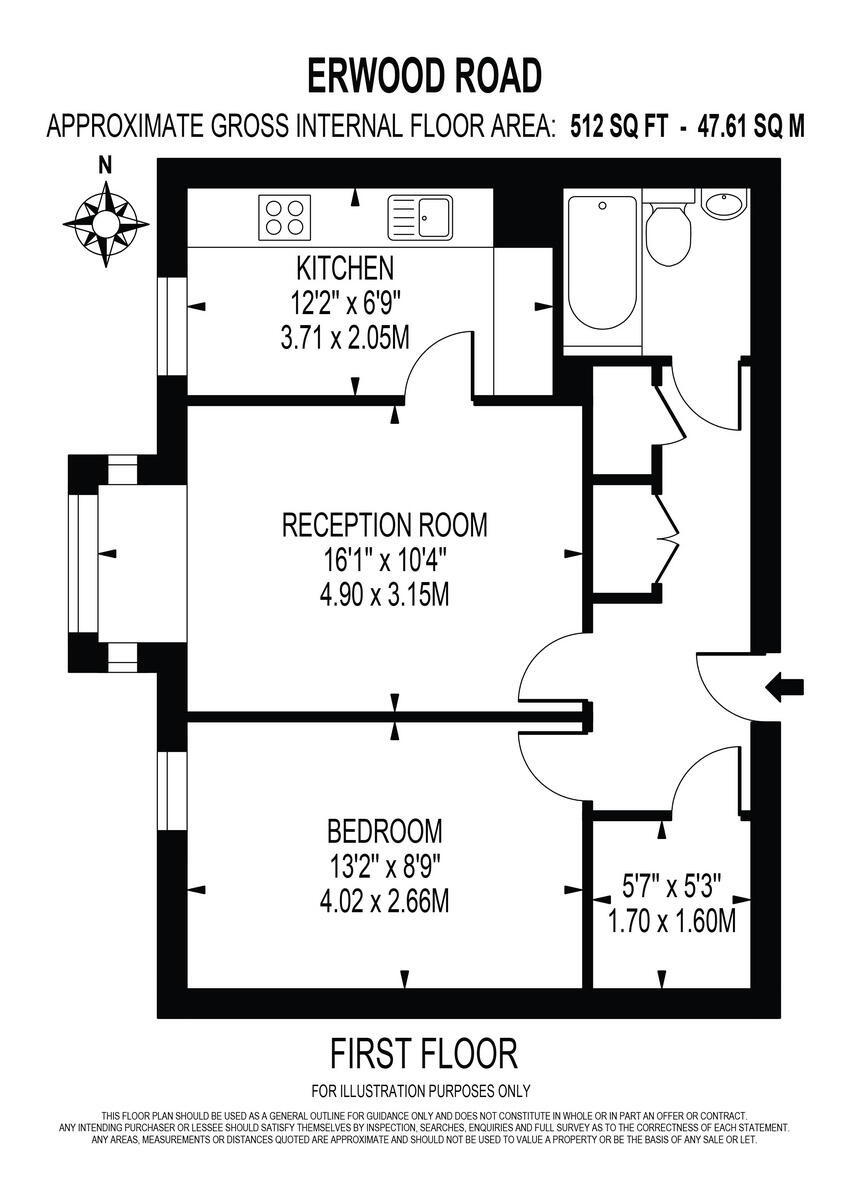 ERWOOD ROAD
APPROXIMATE GROSS INTERNAL FLOOR AREA: 512 SQ FT - 47.61 SQ M
N
KITCHEN
12'2" x 6'9"
3.71 x 2.05M
RECEPTION ROOM
16'1" x 10'4"
4.90 x 3.15M
BEDROOM
13'2" x 8'9"
4.02 x 2.66M
5'7" x 5'3"
1.70 x 1.60M
FIRST FLOOR
FOR ILLUSTRATION PURPOSES ONLY
THIS FLOOR PLAN SHOULD BE USED AS A GENERAL OUTLINE FOR GUIDANCE ONLY AND DOES NOT CONSTITUTE IN WHOLE OR IN PART AN OFFER OR CONTRACT.
ANY INTENDING PURCHASER OR LESSEE SHOULD SATISFY THEMSELVES BY INSPECTION, SEARCHES, ENQUIRIES AND FULL SURVEY AS TO THE CORRECTNESS OF EACH STATEMENT.
ANY AREAS, MEASUREMENTS OR DISTANCES QUOTED ARE APPROXIMATE AND SHOULD NOT BE USED TO VALUE A PROPERTY OR BE THE BASIS OF ANY SALE OR LET.